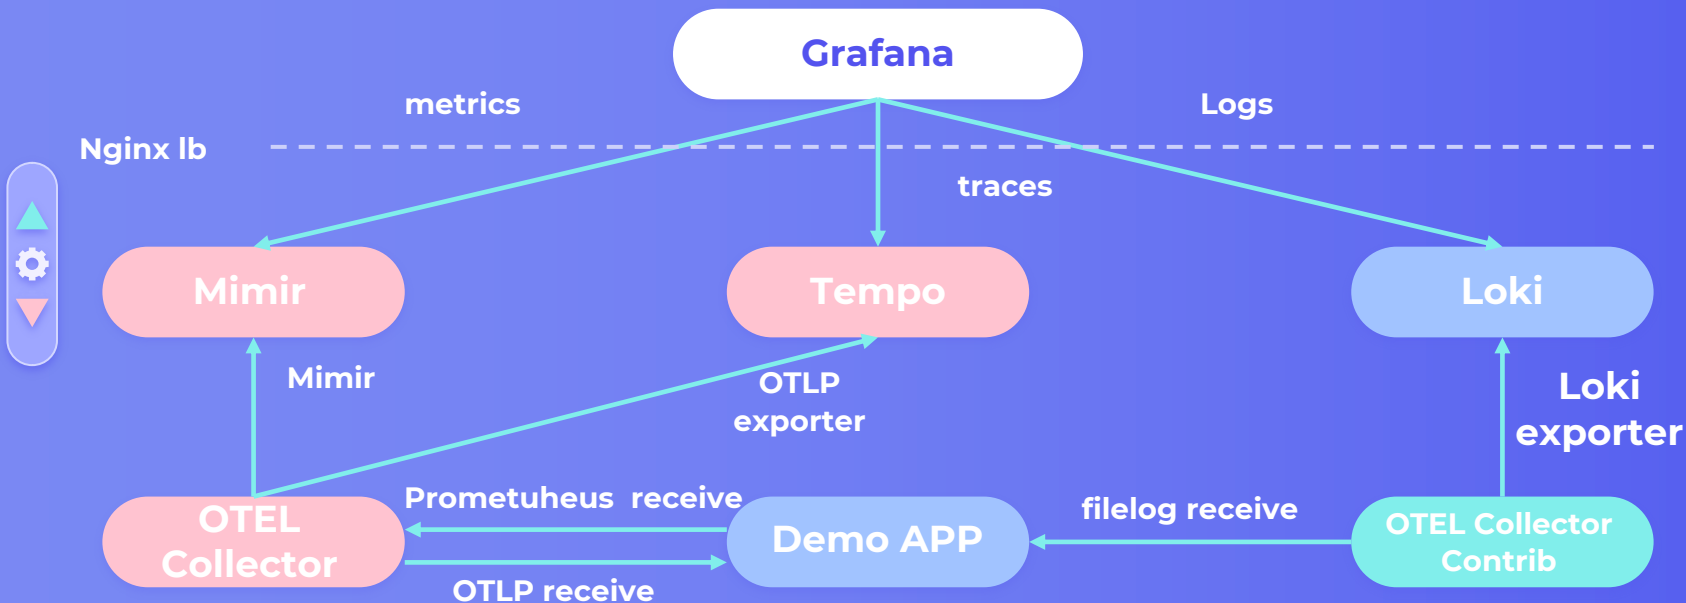 Grafana
metrics
Logs
Nginx lb
traces
Mimir
Tempo
Loki
Mimir
OTLP
exporter
Loki
exporter
Prometuheus receive
filelog receive
OTEL
Collector
Demo APP
OTEL Collector
Contrib
OTLP receive